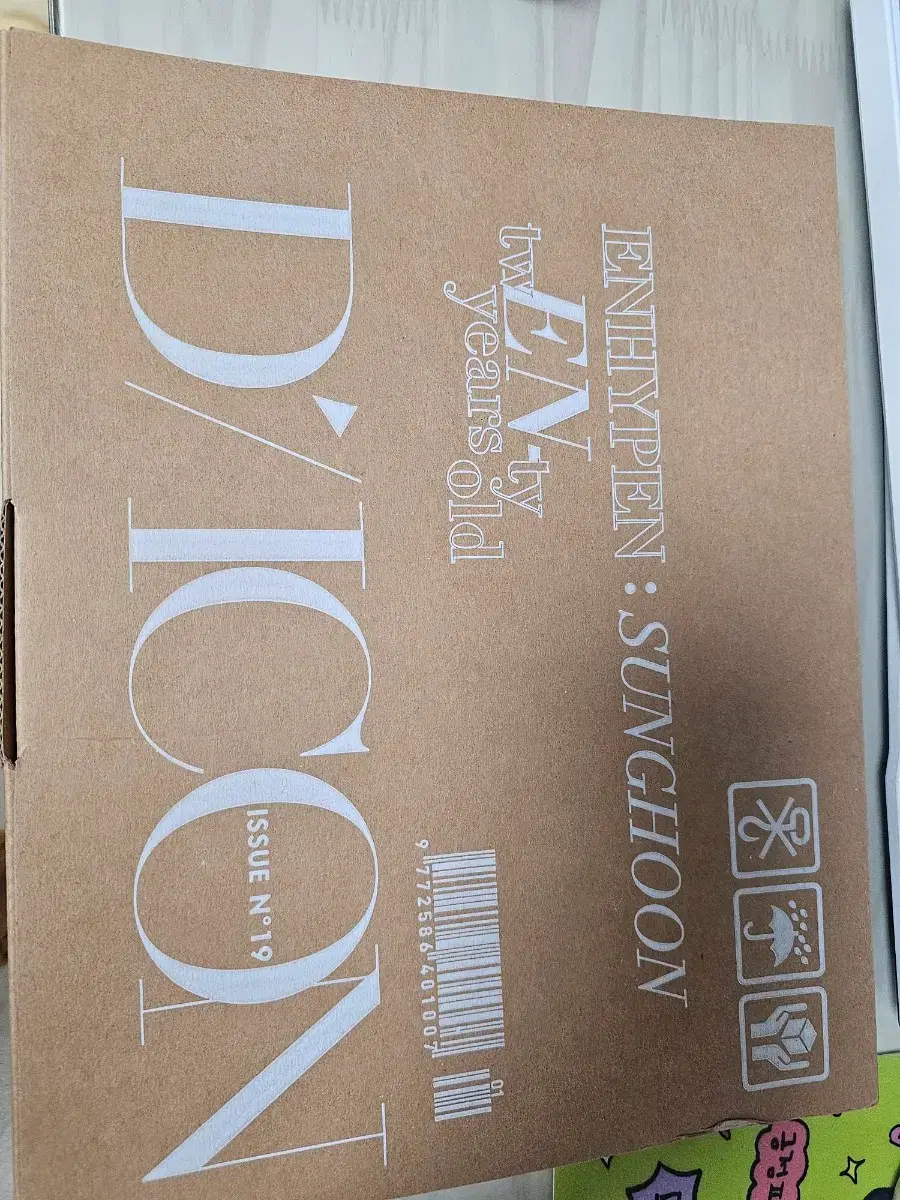 ENHYPEN : SUNGHOON
twEN-ty
years old
01
9 772586 401007
D'/ICON
ISSUE N°19